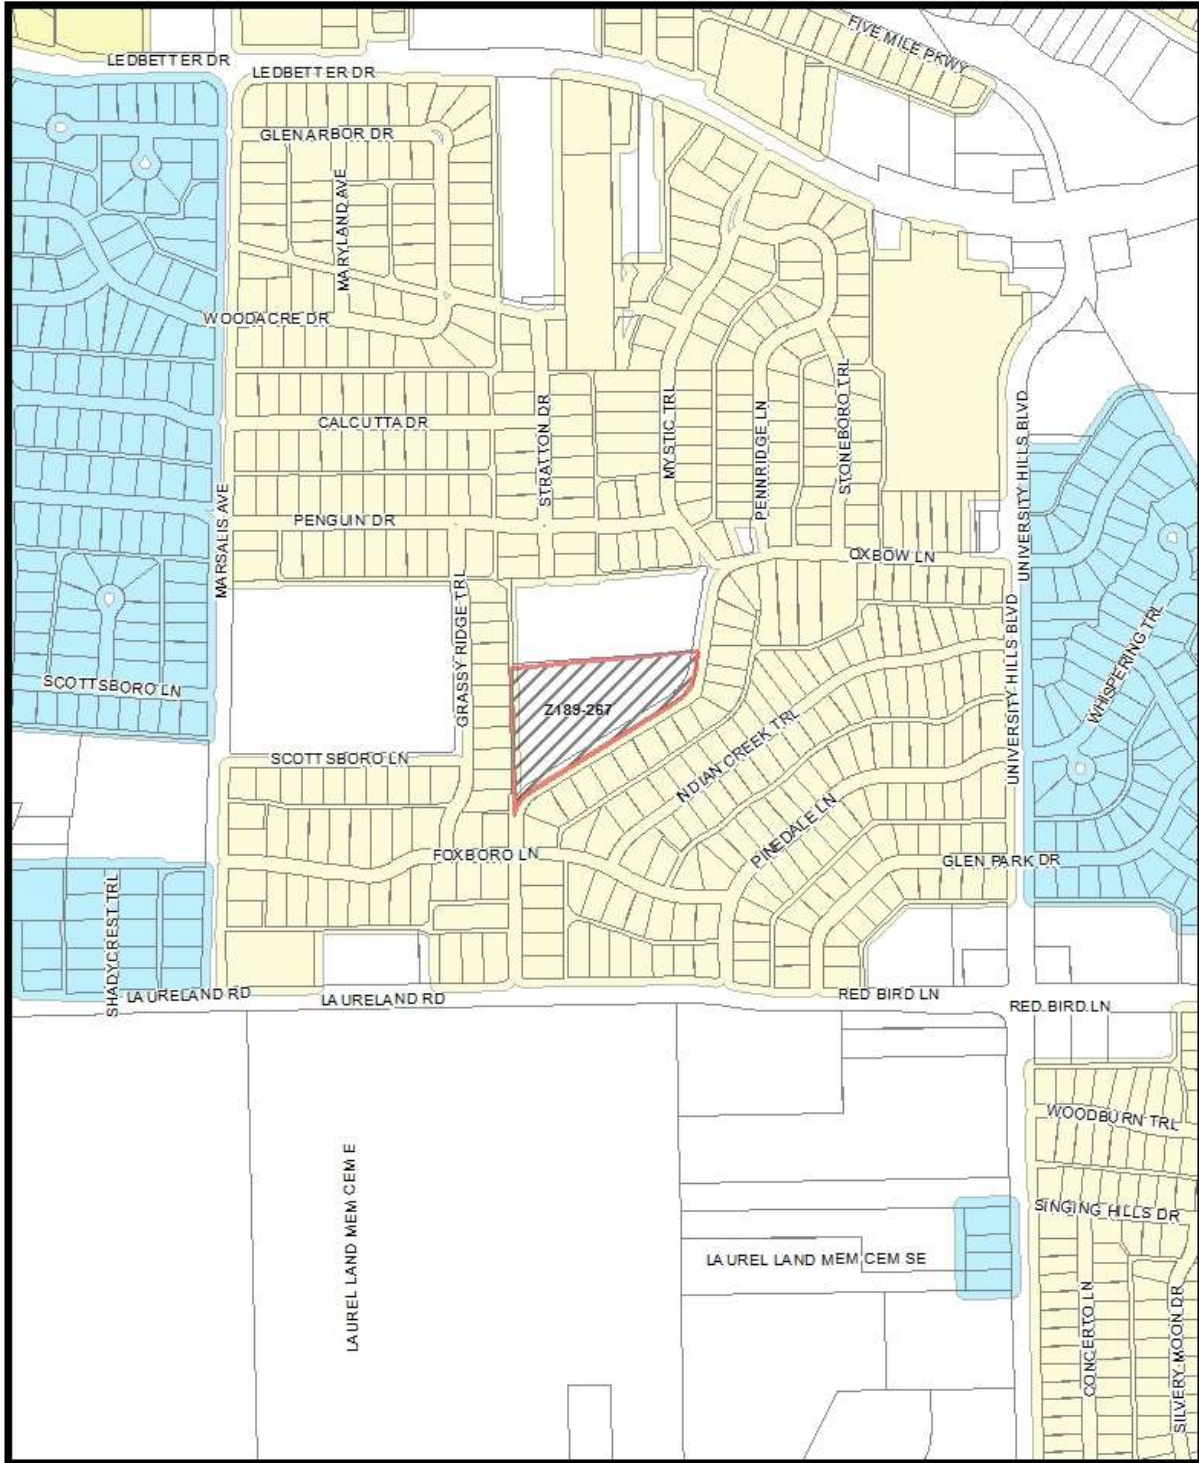 FIVE MILE PKWY
LEDBETTER DR
LEDBETTER DR
GLENARBOR DR
MARYLAND AVE
WOODACRE DR
CALCUTTA DR
STRATTON DR
MYSTIC TRL
PENNRIDGE LN
STONEBORO TRL
UNIVERSITY HILLS BLVD
MARSALIS AVE
PENGUIN DR
OXBOW LN
GRASSY RIDGE TRL
UNIVERSITY HILLS BLVD
WHISPERING TRL
SCOTTSBORO LN
Z189-267
SCOTTSBORO LN
NDIAN CREEK TRL
PINEDALE LN
FOXBORO LN
GLEN PARK DR
SHADYCREST TRL
LAURELAND RD
LAURELAND RD
RED BIRD LN
RED BIRD LN
WOODBURN TRL
LAUREL LAND MEM CEM E
SINGING HILLS DR
LAUREL LAND MEM CEM SE
CONCERTO LN
SILVERY MOON DR